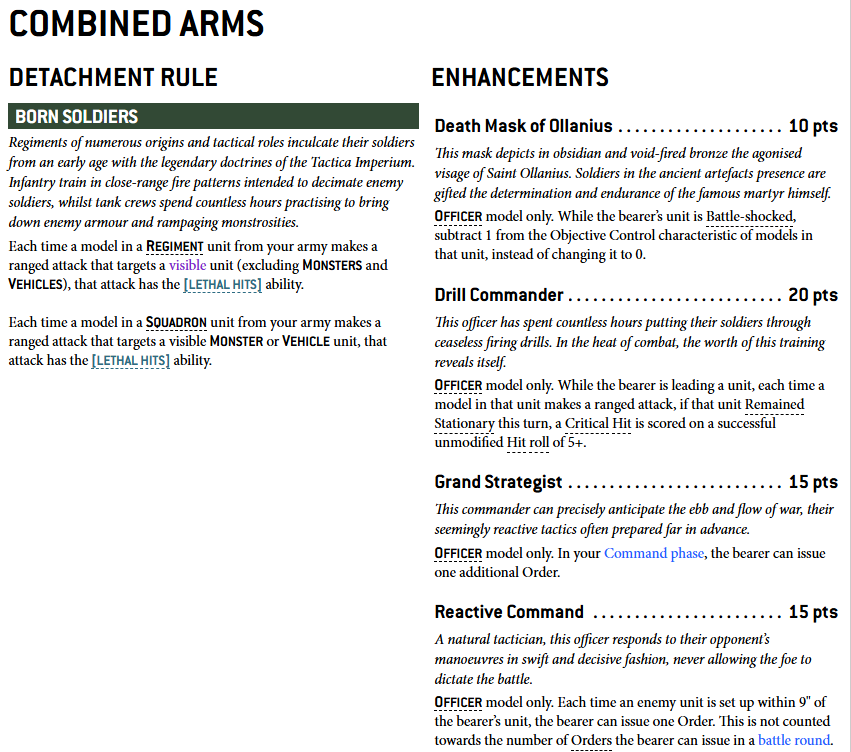 COMBINED ARMS
DETACHMENT RULE
BORN SOLDIERS
Regiments of numerous origins and tactical roles inculcate their soldiers
from an early age with the legendary doctrines of the Tactica Imperium.
Infantry train in close-range fire patterns intended to decimate enemy
soldiers, whilst tank crews spend countless hours practising to bring
down enemy armour and rampaging monstrosities.
Each time a model in a REGIMENT unit from your army makes a
ranged attack that targets a visible unit (excluding MONSTERS and
VEHICLES), that attack has the [LETHAL HITS] ability.
Each time a model in a SQUADRON unit from your army makes a
ranged attack that targets a visible MONSTER or VEHICLE unit, that
attack has the [LETHAL HITS] ability.
ENHANCEMENTS
Death Mask of Ollanius . . . . . . . . . . . . . . . . . . . . 10 pts
This mask depicts in obsidian and void-fired bronze the agonised
visage of Saint Ollanius. Soldiers in the ancient artefacts presence are
gifted the determination and endurance of the famous martyr himself.
OFFICER model only. While the bearer's unit is Battle-shocked,
subtract 1 from the Objective Control characteristic of models in
that unit, instead of changing it to 0.
Drill Commander . . . . . . . . . . . . . . . . . . . . . . . . . 20 pts
This officer has spent countless hours putting their soldiers through
ceaseless firing drills. In the heat of combat, the worth of this training
reveals itself.
OFFICER model only. While the bearer is leading a unit, each time a
model in that unit makes a ranged attack, if that unit Remained
Stationary this turn, a Critical Hit is scored on a successful
unmodified Hit roll of 5+.
Grand Strategist . . . . . . . . . . . . . . . . . . . . . . . . . 15 pts
This commander can precisely anticipate the ebb and flow of war, their
seemingly reactive tactics often prepared far in advance.
OFFICER model only. In your Command phase, the bearer can issue
one additional Order.
Reactive Command . . . . . . . . . . . . . . . . . . . . . . . 15 pts
A natural tactician, this officer responds to their opponent's
manoeuvres in swift and decisive fashion, never allowing the foe to
dictate the battle.
OFFICER model only. Each time an enemy unit is set up within 9" of
the bearer's unit, the bearer can issue one Order. This is not counted
towards the number of Orders the bearer can issue in a battle round.